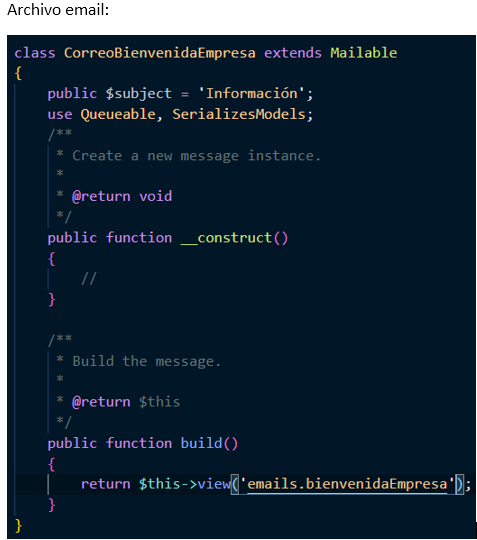 Archivo email:
class CorreoBienvenidaEmpresa extends Mailable
{
    public $subject = 'Información';
    use Queueable, SerializesModels;
    /**
     * Create a new message instance.
     *
     * @return void
     */
    public function __construct()
    {
        //
    }

    /**
     * Build the message.
     *
     * @return $this
     */
    public function build()
    {
        return $this->view('emails.bienvenidaEmpresa');
    }
}